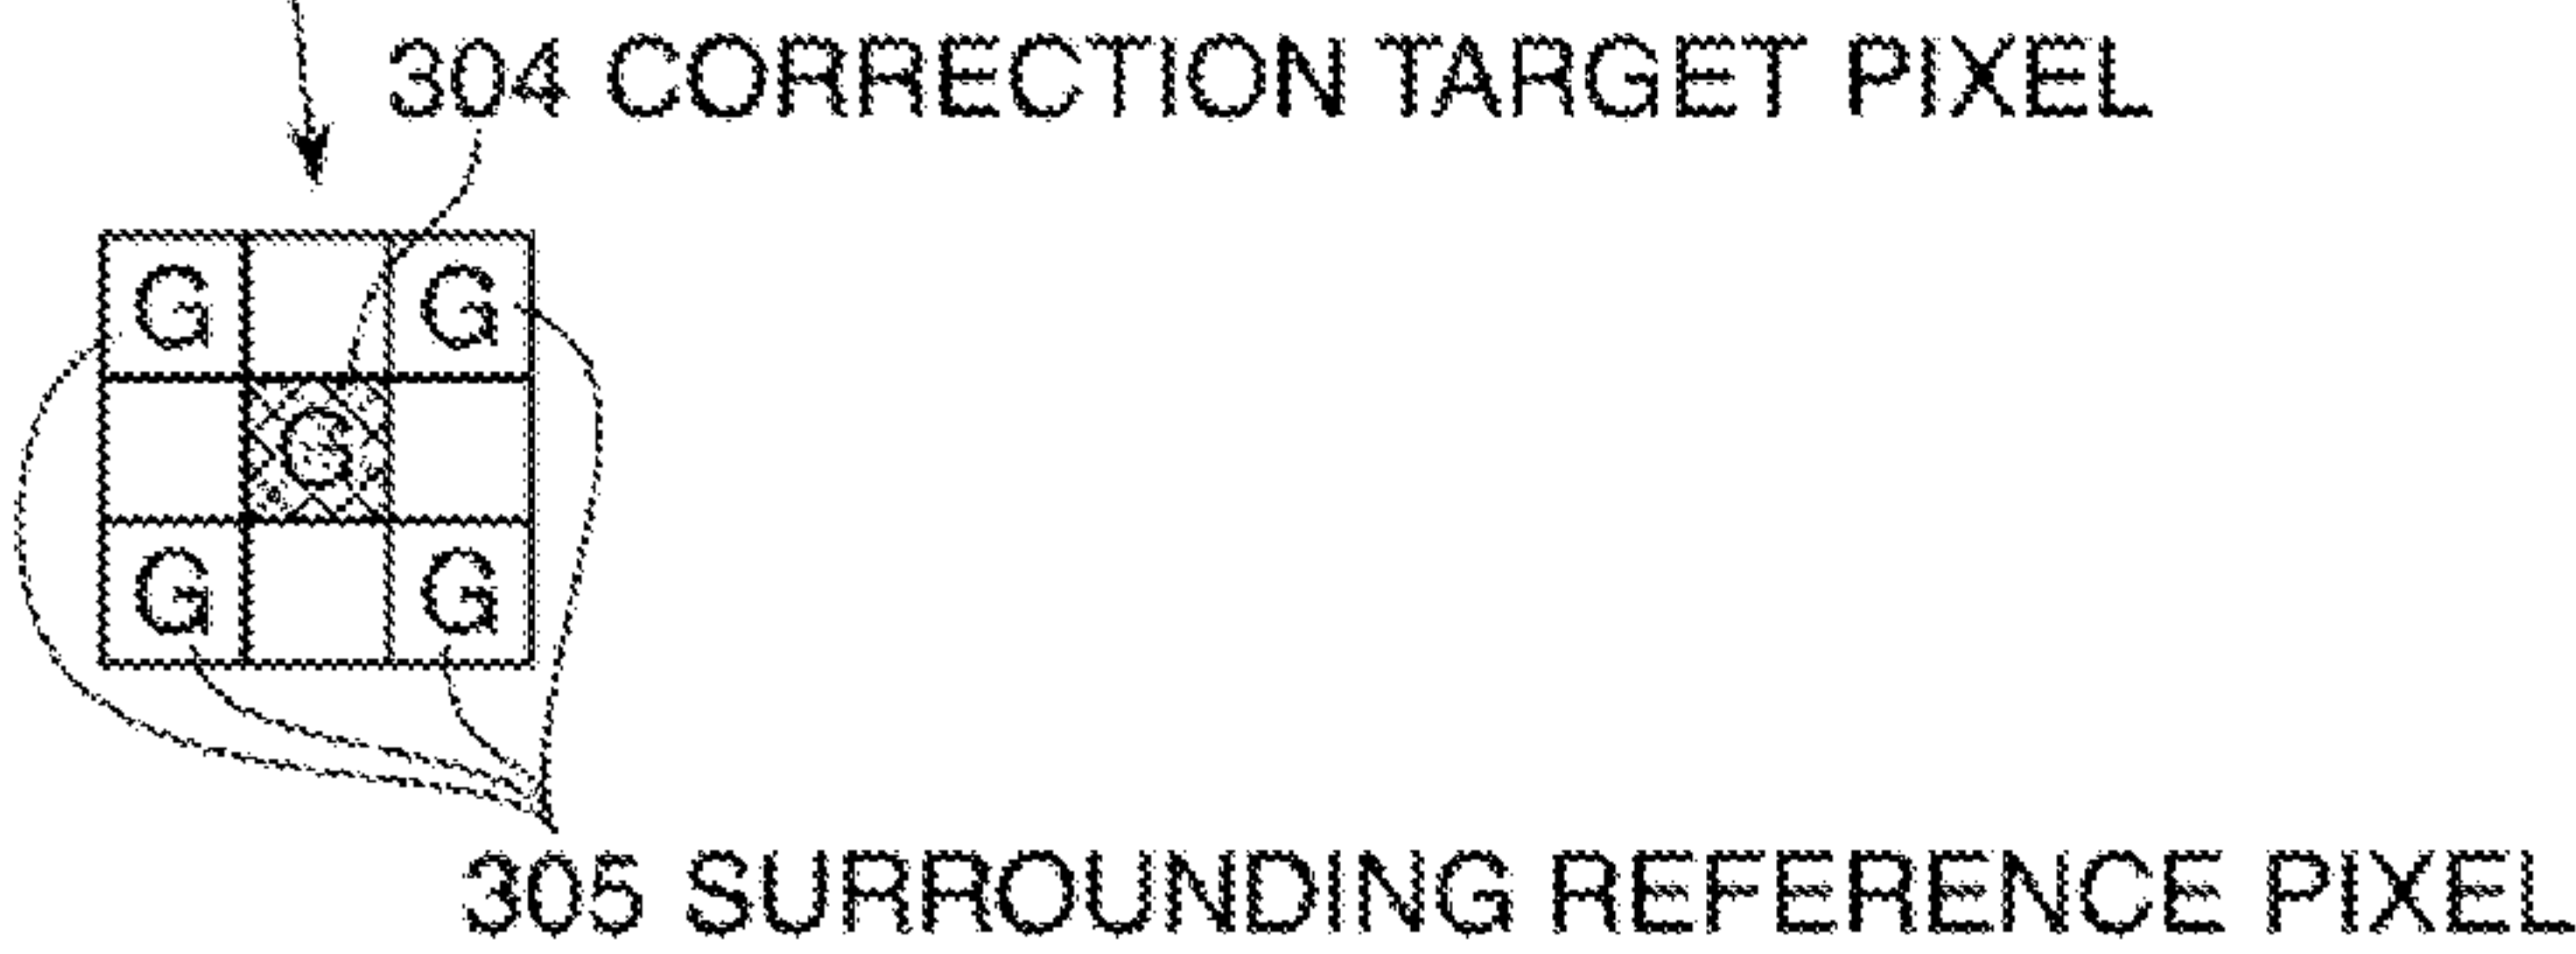 304 CORRECTION TARGET PIXEL
G G
G
G G
305 SURROUNDING REFERENCE PIXEL